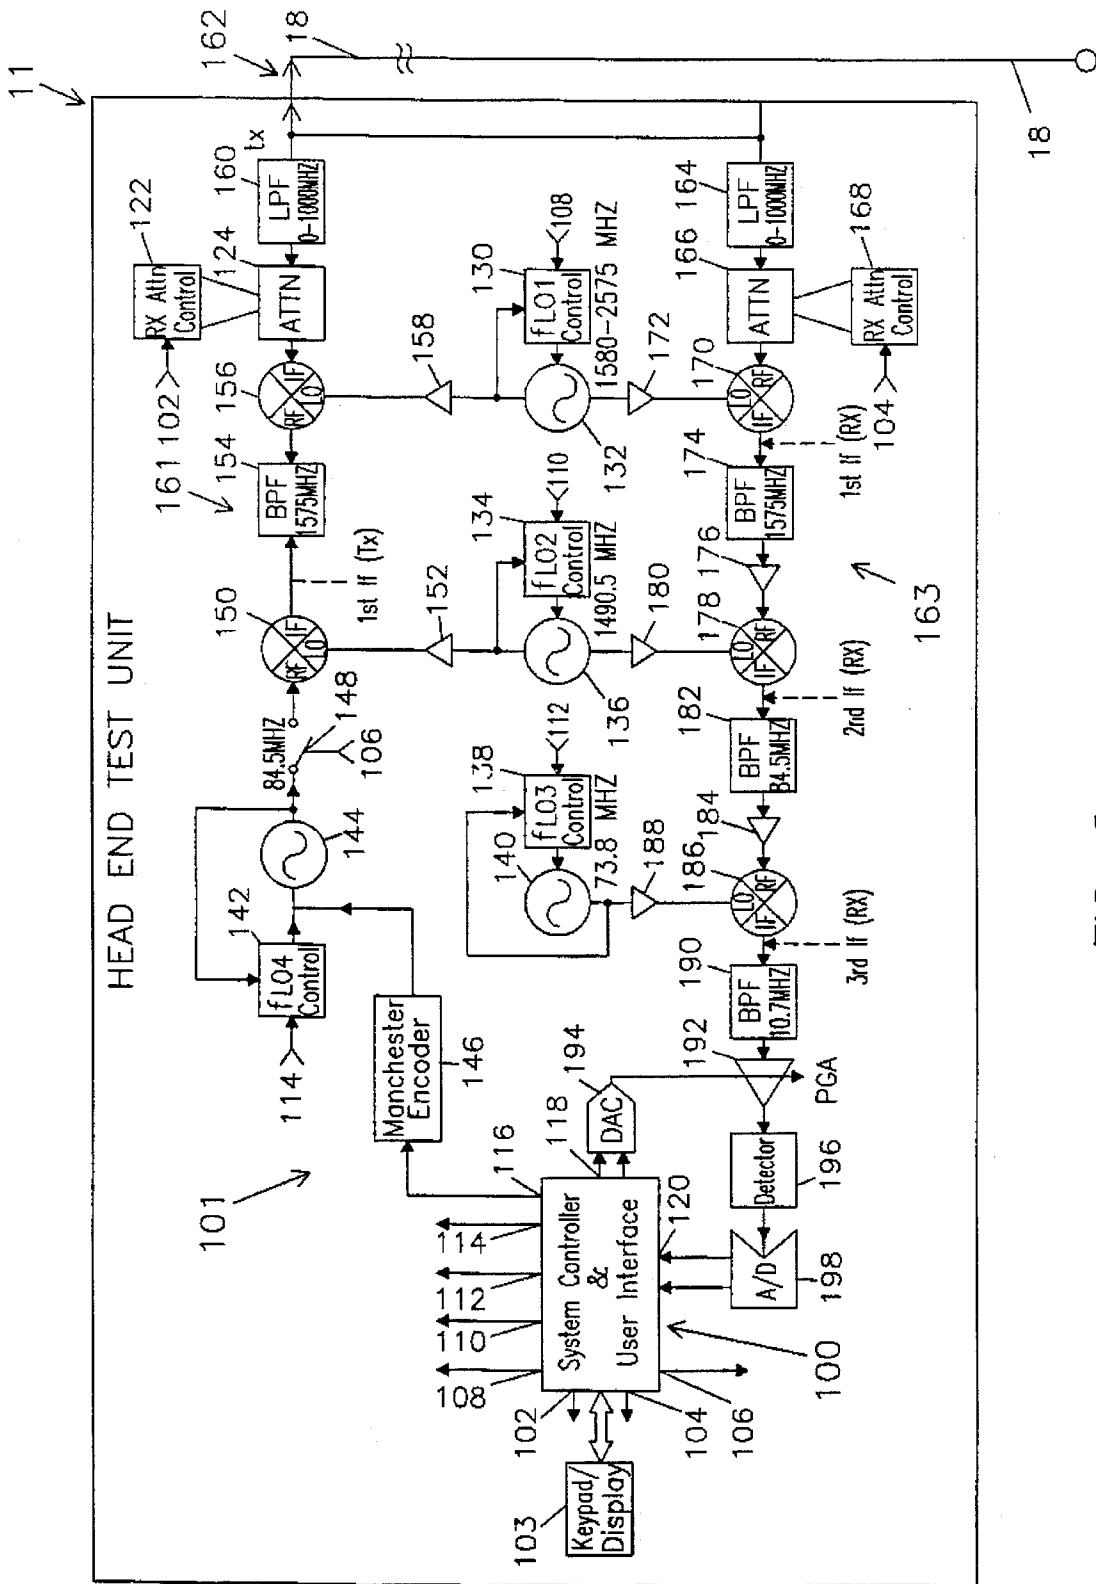 11
HEAD END TEST UNIT
101
114
142
fLO4
Control
144
84.5MHZ
148
106
150
RF
IF
LO
1st If (Tx)
161
154
BPF
1575MHZ
102
156
RF
IF
LO
RX Attn
Control
122
124
ATTN
160
LPF
0-1000MHZ
tx
162
18
Manchester
Encoder
146
152
158
112
138
fLO3
Control
140
73.8 MHZ
188
110
134
fLO2
Control
136
1490.5 MHZ
180
108
130
fLO1
Control
132
1580-2575 MHZ
172
103
Keypad/
Display
102
104
106
108
110
112
114
116
118
120
System Controller
&
User Interface
100
194
DAC
PGA
192
198
A/D
196
Detector
190
BPF
10.7MHZ
3rd If (RX)
186
LO
IF
RF
184
182
BPF
84.5MHZ
2nd If (RX)
178
LO
IF
RF
176
174
BPF
1575MHZ
1st If (RX)
163
170
LO
IF
RF
104
166
ATTN
RX Attn
Control
168
164
LPF
0-1000MHZ
18